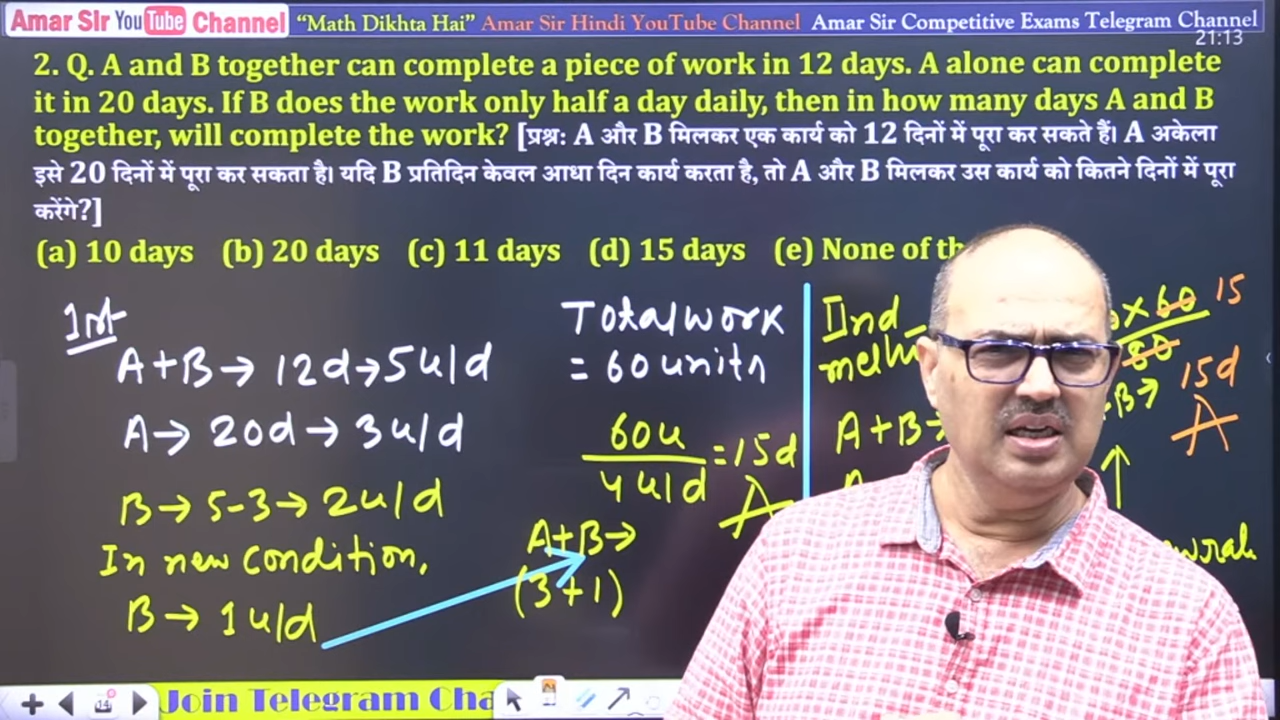 Amar SIr YouTube Channel "Math Dikhta Hai" Amar Sir Hindi YouTube Channel Amar Sir Competitive Exams Telegram Channel
21:13
2. Q. A and B together can complete a piece of work in 12 days. A alone can complete
it in 20 days. If B does the work only half a day daily, then in how many days A and B
together, will complete the work? [प्रश्न: A और B मिलकर एक कार्य को 12 दिनों में पूरा कर सकते हैं। A अकेला
इसे 20 दिनों में पूरा कर सकता है। यदि B प्रतिदिन केवल आधा दिन कार्य करता है, तो A और B मिलकर उस कार्य को कितने दिनों में पूरा
करेंगे?]
(a) 10 days (b) 20 days (c) 11 days (d) 15 days (e) None of th
1st
A+B→ 12d→5u/d
A→ 20d→ 3u/d
B→ 5-3→ 2u/d
In new condition,
B→ 1u/d
Total work
= 60 units
60u
4u/d
=15d
A
A+B→
(3+1)
IInd
A+B→
×60 15
60
15d
B→
A
14
Join Telegram Cha